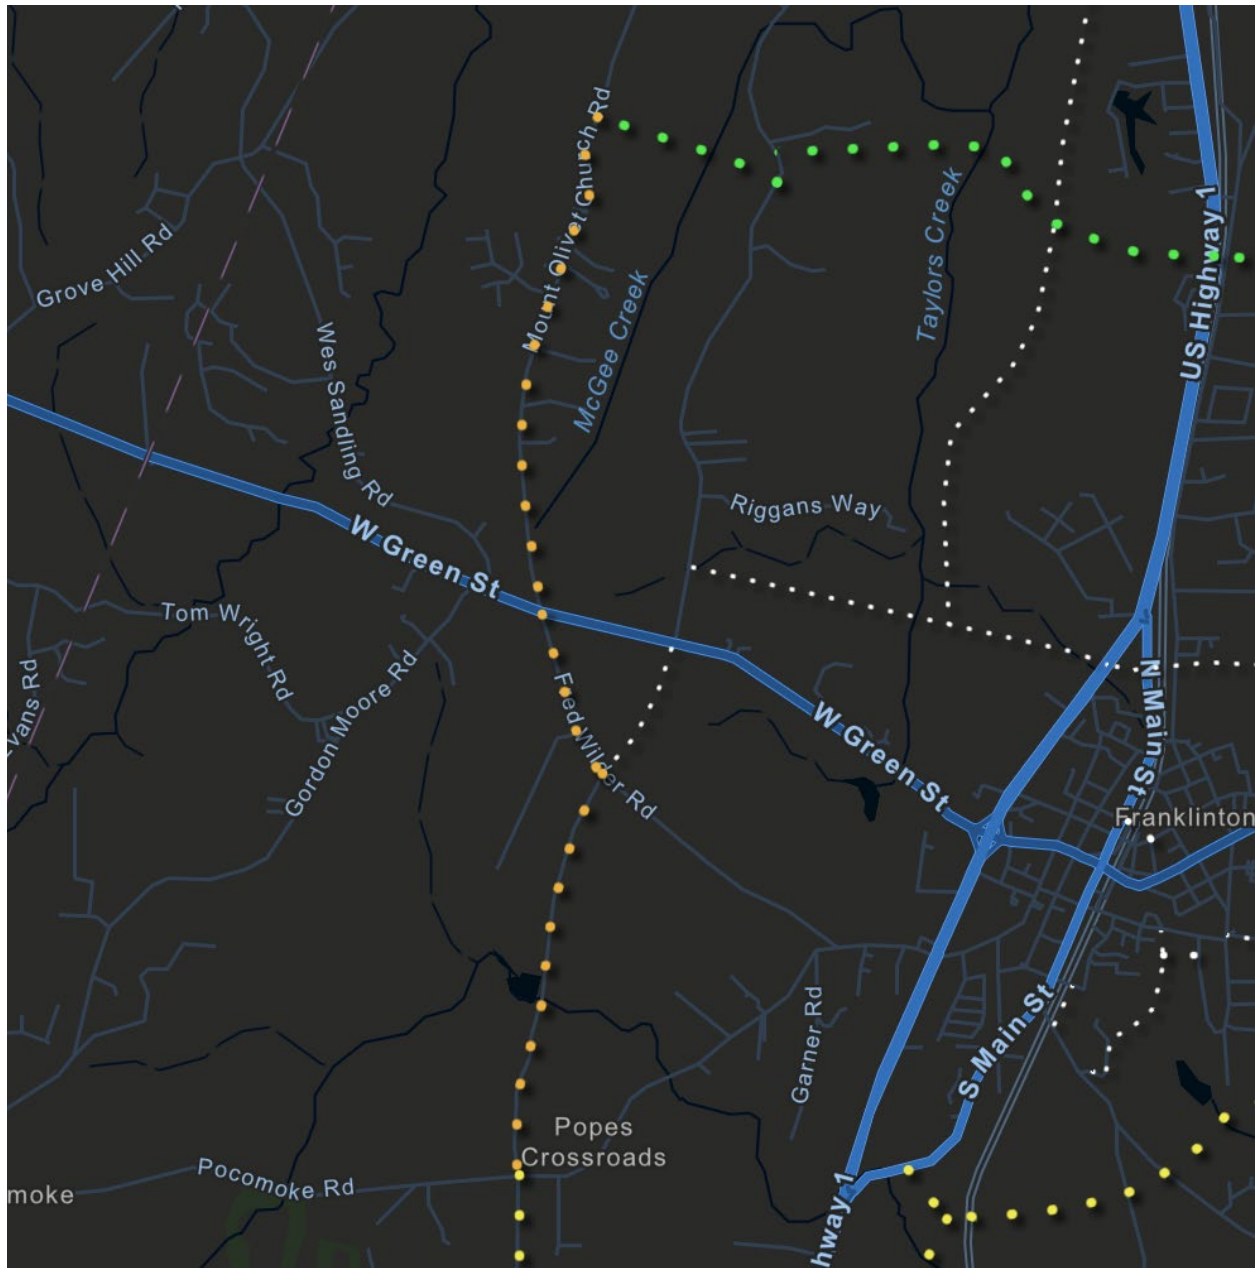 Mount Olivet Church Rd
US Highway 1
Taylors Creek
Grove Hill Rd
McGee Creek
Wes Sandling Rd
Riggans Way
W Green St
Tom Wright Rd
Evans Rd
Gordon Moore Rd
Fred Wilder Rd
N Main St
W Green St
Franklinton
Garner Rd
S Main St
Popes
Crossroads
Pocomoke Rd
moke
hway 1